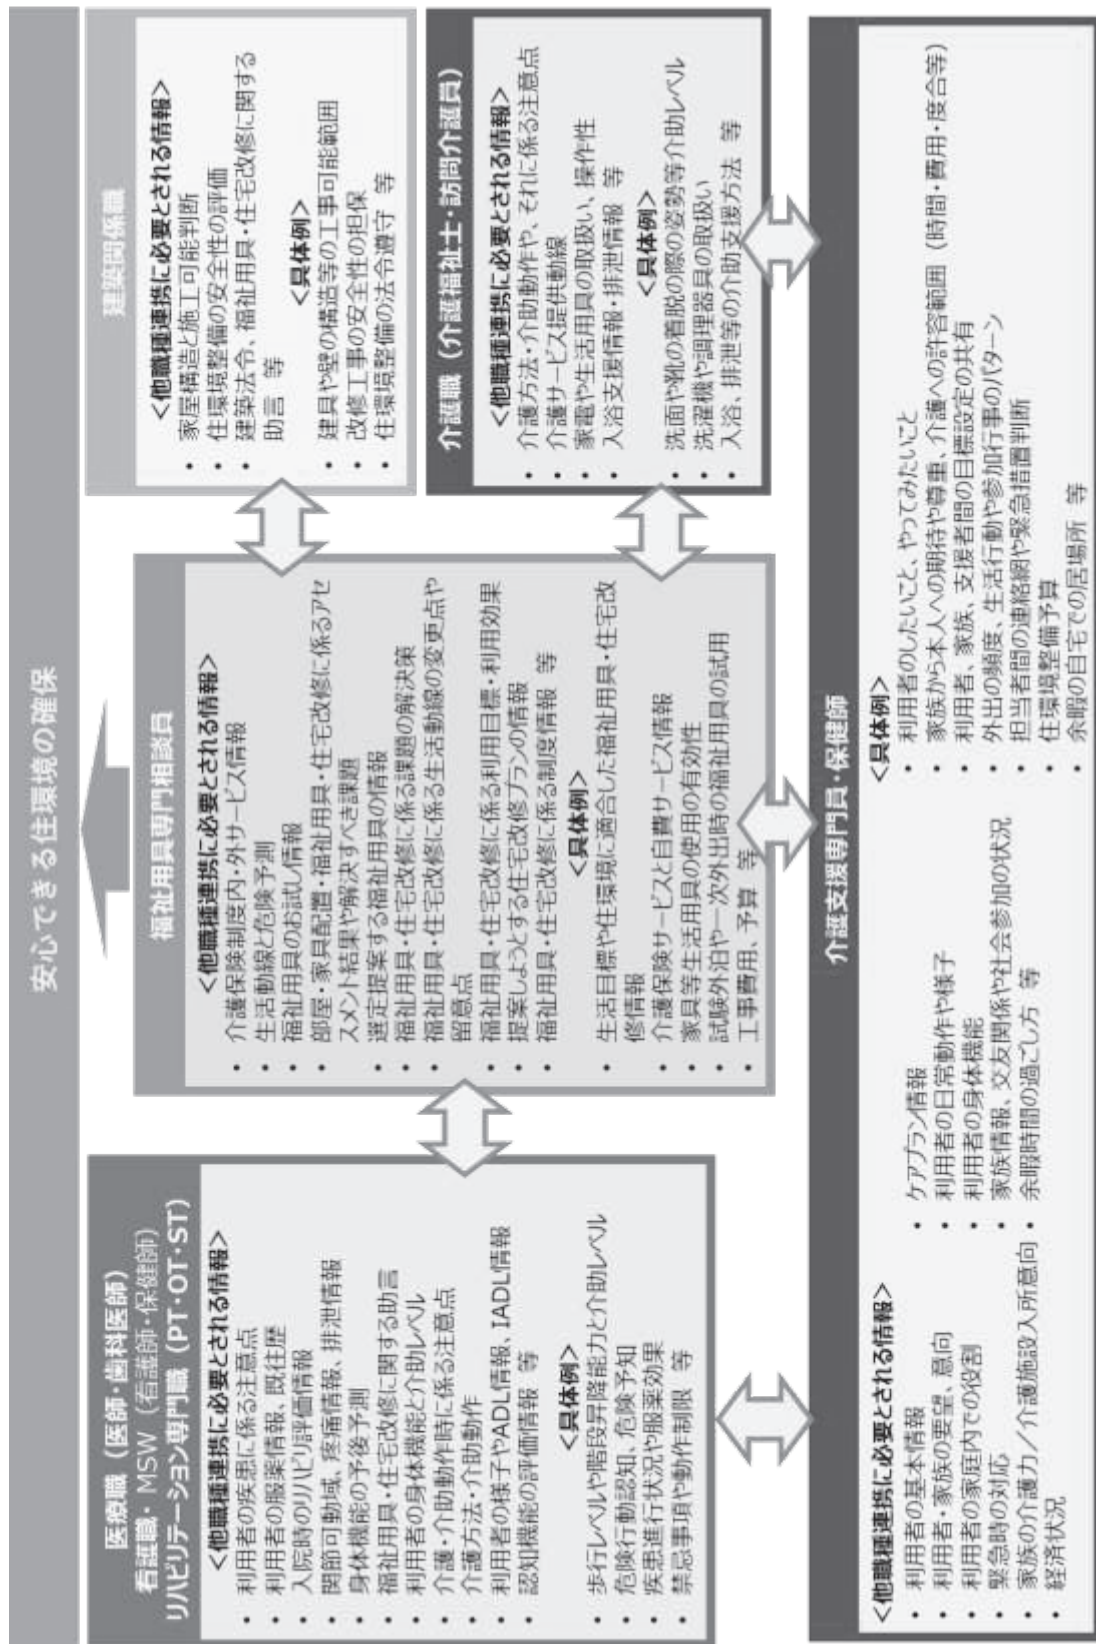 安心できる住環境の確保
医療職（医師・歯科医師）
看護職・MSW（看護師・保健師）
リハビリテーション専門職（PT・OT・ST）
＜他職種連携に必要とされる情報＞
• 利用者の疾患に係る注意点
• 利用者の服薬情報、既往歴
• 入院時のリハビリ評価情報
• 関節可動域、疼痛情報、排泄情報
• 身体機能の予後予測
• 福祉用具・住宅改修に関する助言
• 利用者の身体機能と介助レベル
• 介護・介助動作時に係る注意点
• 介護方法・介助動作
• 利用者の様子やADL情報、IADL情報
• 認知機能の評価情報 等
＜具体例＞
• 歩行レベルや階段昇降能力と介助レベル
• 危険行動認知、危険予知
• 疾患進行状況や服薬効果
• 禁忌事項や動作制限 等
福祉用具専門相談員
＜他職種連携に必要とされる情報＞
• 介護保険制度内・外サービス情報
• 生活動線と危険予測
• 福祉用具のお試し情報
• 部屋・家具配置・福祉用具・住宅改修に係るアセ
スメント結果や解決すべき課題
• 選定提案する福祉用具の情報
• 福祉用具・住宅改修に係る課題の解決策
• 福祉用具・住宅改修に係る生活動線の変更点や
留意点
• 福祉用具・住宅改修に係る利用目標・利用効果
• 提案しようとする住宅改修プランの情報
• 福祉用具・住宅改修に係る制度情報 等
＜具体例＞
• 生活目標や住環境に適合した福祉用具・住宅改
修情報
• 介護保険サービスと自費サービス情報
• 家具等生活用具の使用の有効性
• 試験外泊や一次外出時の福祉用具の試用
• 工事費用、予算 等
建築関係職
＜他職種連携に必要とされる情報＞
• 家屋構造と施工可能判断
• 住環境整備の安全性の評価
• 建築法令、福祉用具・住宅改修に関する
助言 等
＜具体例＞
• 建具や壁の構造等の工事可能範囲
• 改修工事の安全性の担保
• 住環境整備の法令遵守 等
介護職（介護福祉士・訪問介護員）
＜他職種連携に必要とされる情報＞
• 介護方法・介助動作や、それに係る注意点
• 介護サービス提供動線
• 家電や生活用具の取扱い、操作性
• 入浴支援情報・排泄情報 等
＜具体例＞
• 洗面や靴の着脱の際の姿勢等介助レベル
• 洗濯機や調理器具の取扱い
• 入浴、排泄等の介助支援方法 等
介護支援専門員・保健師
＜他職種連携に必要とされる情報＞
• 利用者の基本情報
• 利用者・家族の要望、意向
• 利用者の家庭内での役割
• 緊急時の対応
• 家族の介護力／介護施設入所意向
• 経済状況
• ケアプラン情報
• 利用者の日常動作や様子
• 利用者の身体機能
• 家族情報、交友関係や社会参加の状況
• 余暇時間の過ごし方 等
＜具体例＞
• 利用者のしたいこと、やってみたいこと
• 家族から本人への期待や尊重、介護への許容範囲（時間・費用・度合等）
• 利用者、家族、支援者間の目標設定の共有
• 外出の頻度、生活行動や参加行事のパターン
• 担当者間の連絡網や緊急措置判断
• 住環境整備予算
• 余暇の自宅での居場所 等